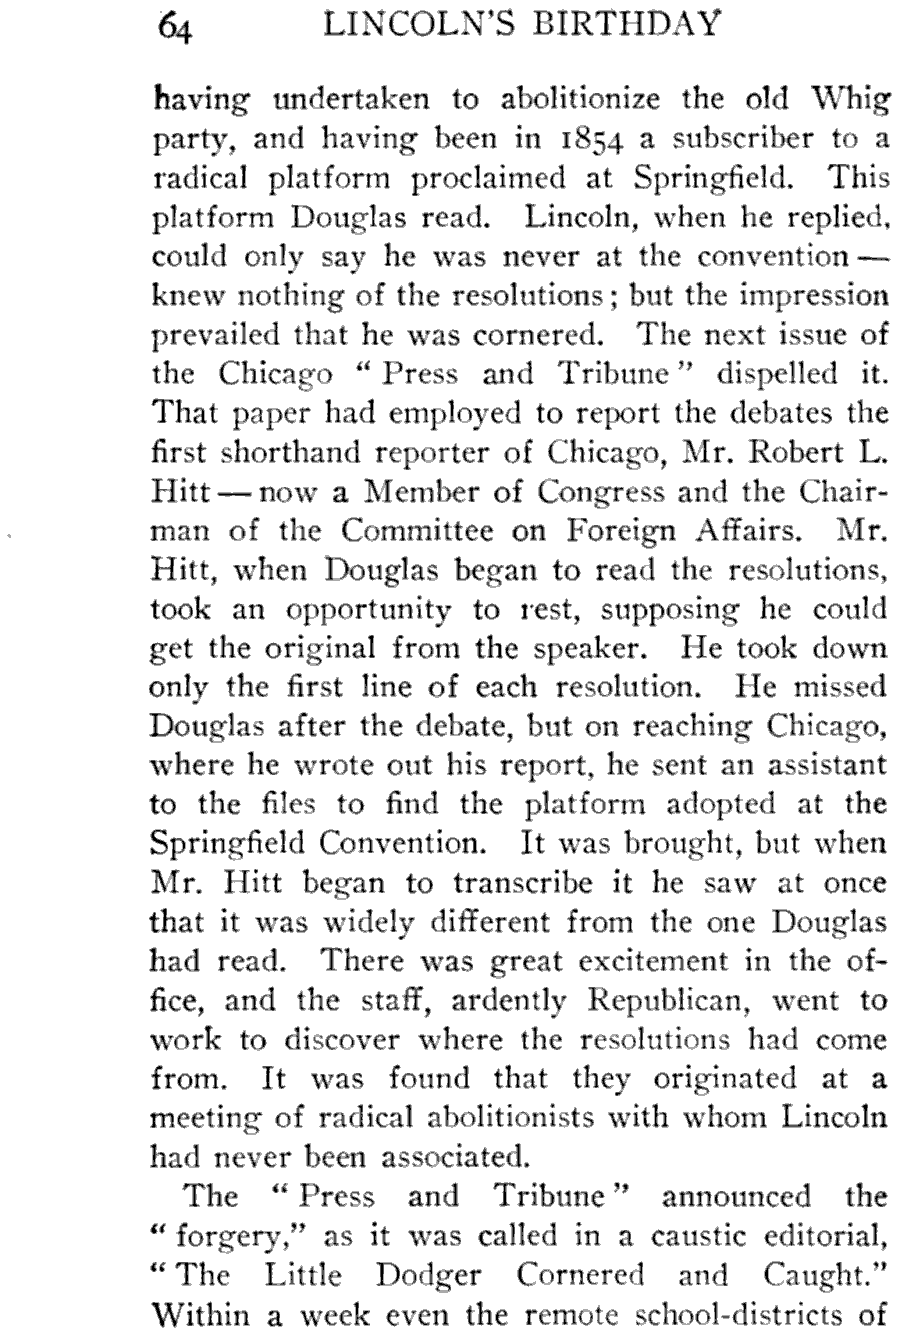 64 LINCOLN'S BIRTHDAY
having undertaken to abolitionize the old Whig
party, and having been in 1854 a subscriber to a
radical platform proclaimed at Springfield. This
platform Douglas read. Lincoln, when he replied,
could only say he was never at the convention —
knew nothing of the resolutions; but the impression
prevailed that he was cornered. The next issue of
the Chicago “Press and Tribune” dispelled it.
That paper had employed to report the debates the
first shorthand reporter of Chicago, Mr. Robert L.
Hitt — now a Member of Congress and the Chair-
man of the Committee on Foreign Affairs. Mr.
Hitt, when Douglas began to read the resolutions,
took an opportunity to rest, supposing he could
get the original from the speaker. He took down
only the first line of each resolution. He missed
Douglas after the debate, but on reaching Chicago,
where he wrote out his report, he sent an assistant
to the files to find the platform adopted at the
Springfield Convention. It was brought, but when
Mr. Hitt began to transcribe it he saw at once
that it was widely different from the one Douglas
had read. There was great excitement in the of-
fice, and the staff, ardently Republican, went to
work to discover where the resolutions had come
from. It was found that they originated at a
meeting of radical abolitionists with whom Lincoln
had never been associated.
The “Press and Tribune” announced the
“forgery,” as it was called in a caustic editorial,
“The Little Dodger Cornered and Caught.”
Within a week even the remote school-districts of